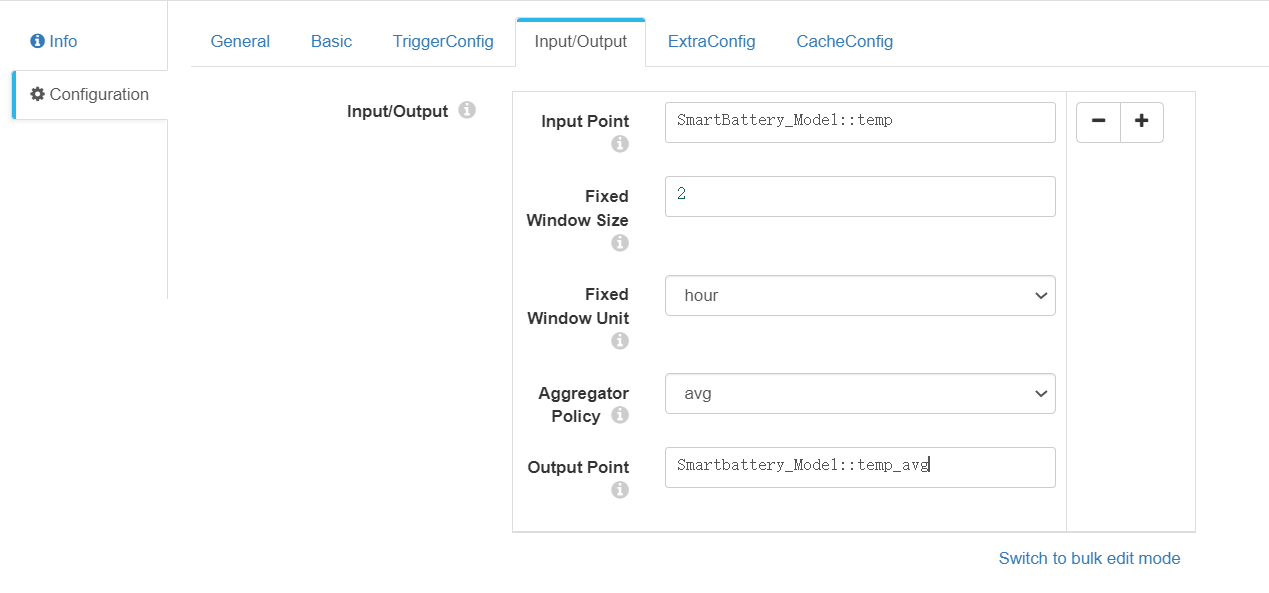 Info
Configuration
General Basic TriggerConfig Input/Output ExtraConfig CacheConfig
Input/Output
Input Point
SmartBattery_Model::temp
Fixed
Window Size
2
Fixed
Window Unit
hour
Aggregator
Policy
avg
Output Point
Smartbattery_Model::temp_avg
Switch to bulk edit mode